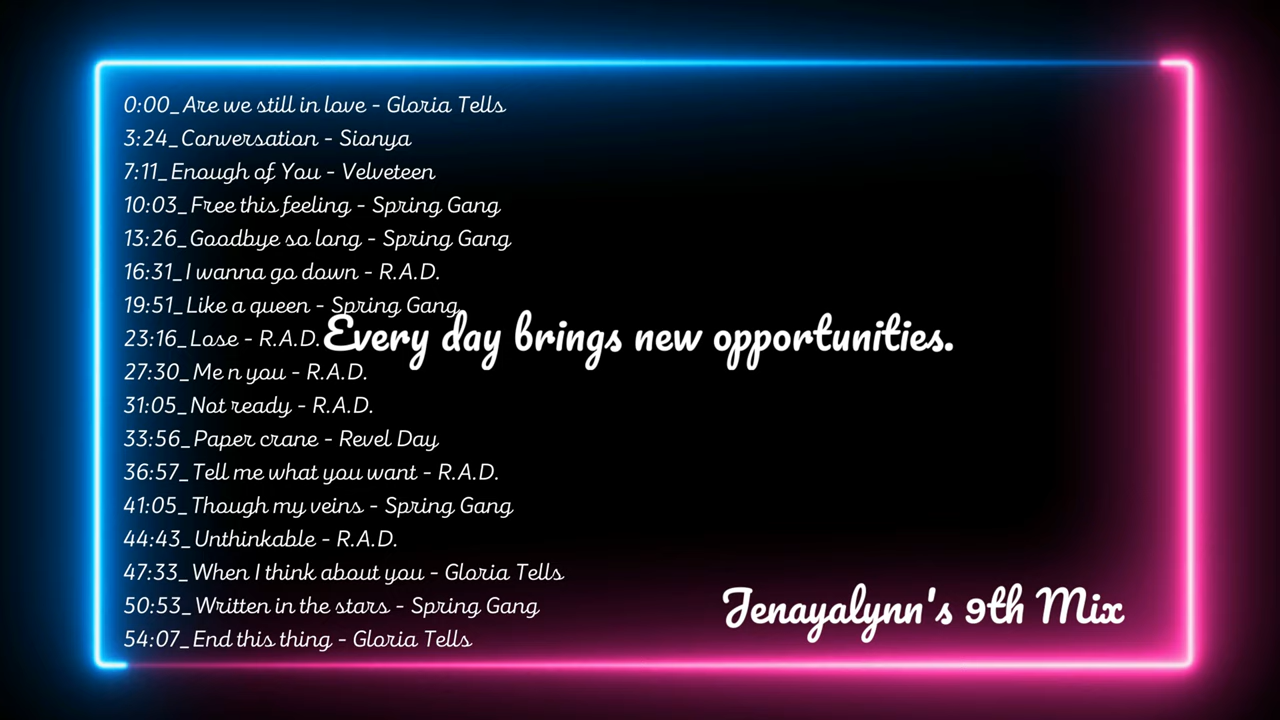 0:00_Are we still in love - Gloria Tells
3:24_Conversation - Sionya
7:11_Enough of You - Velveteen
10:03_Free this feeling - Spring Gang
13:26_Goodbye so long - Spring Gang
16:31_I wanna go down - R.A.D.
19:51_Like a queen - Spring Gang
23:16_Lose - R.A.D.
Every day brings new opportunities.
27:30_Me n you - R.A.D.
31:05_Not ready - R.A.D.
33:56_Paper crane - Revel Day
36:57_Tell me what you want - R.A.D.
41:05_Though my veins - Spring Gang
44:43_Unthinkable - R.A.D.
47:33_When I think about you - Gloria Tells
50:53_Written in the stars - Spring Gang
54:07_End this thing - Gloria Tells
Jenayalynn's 9th Mix